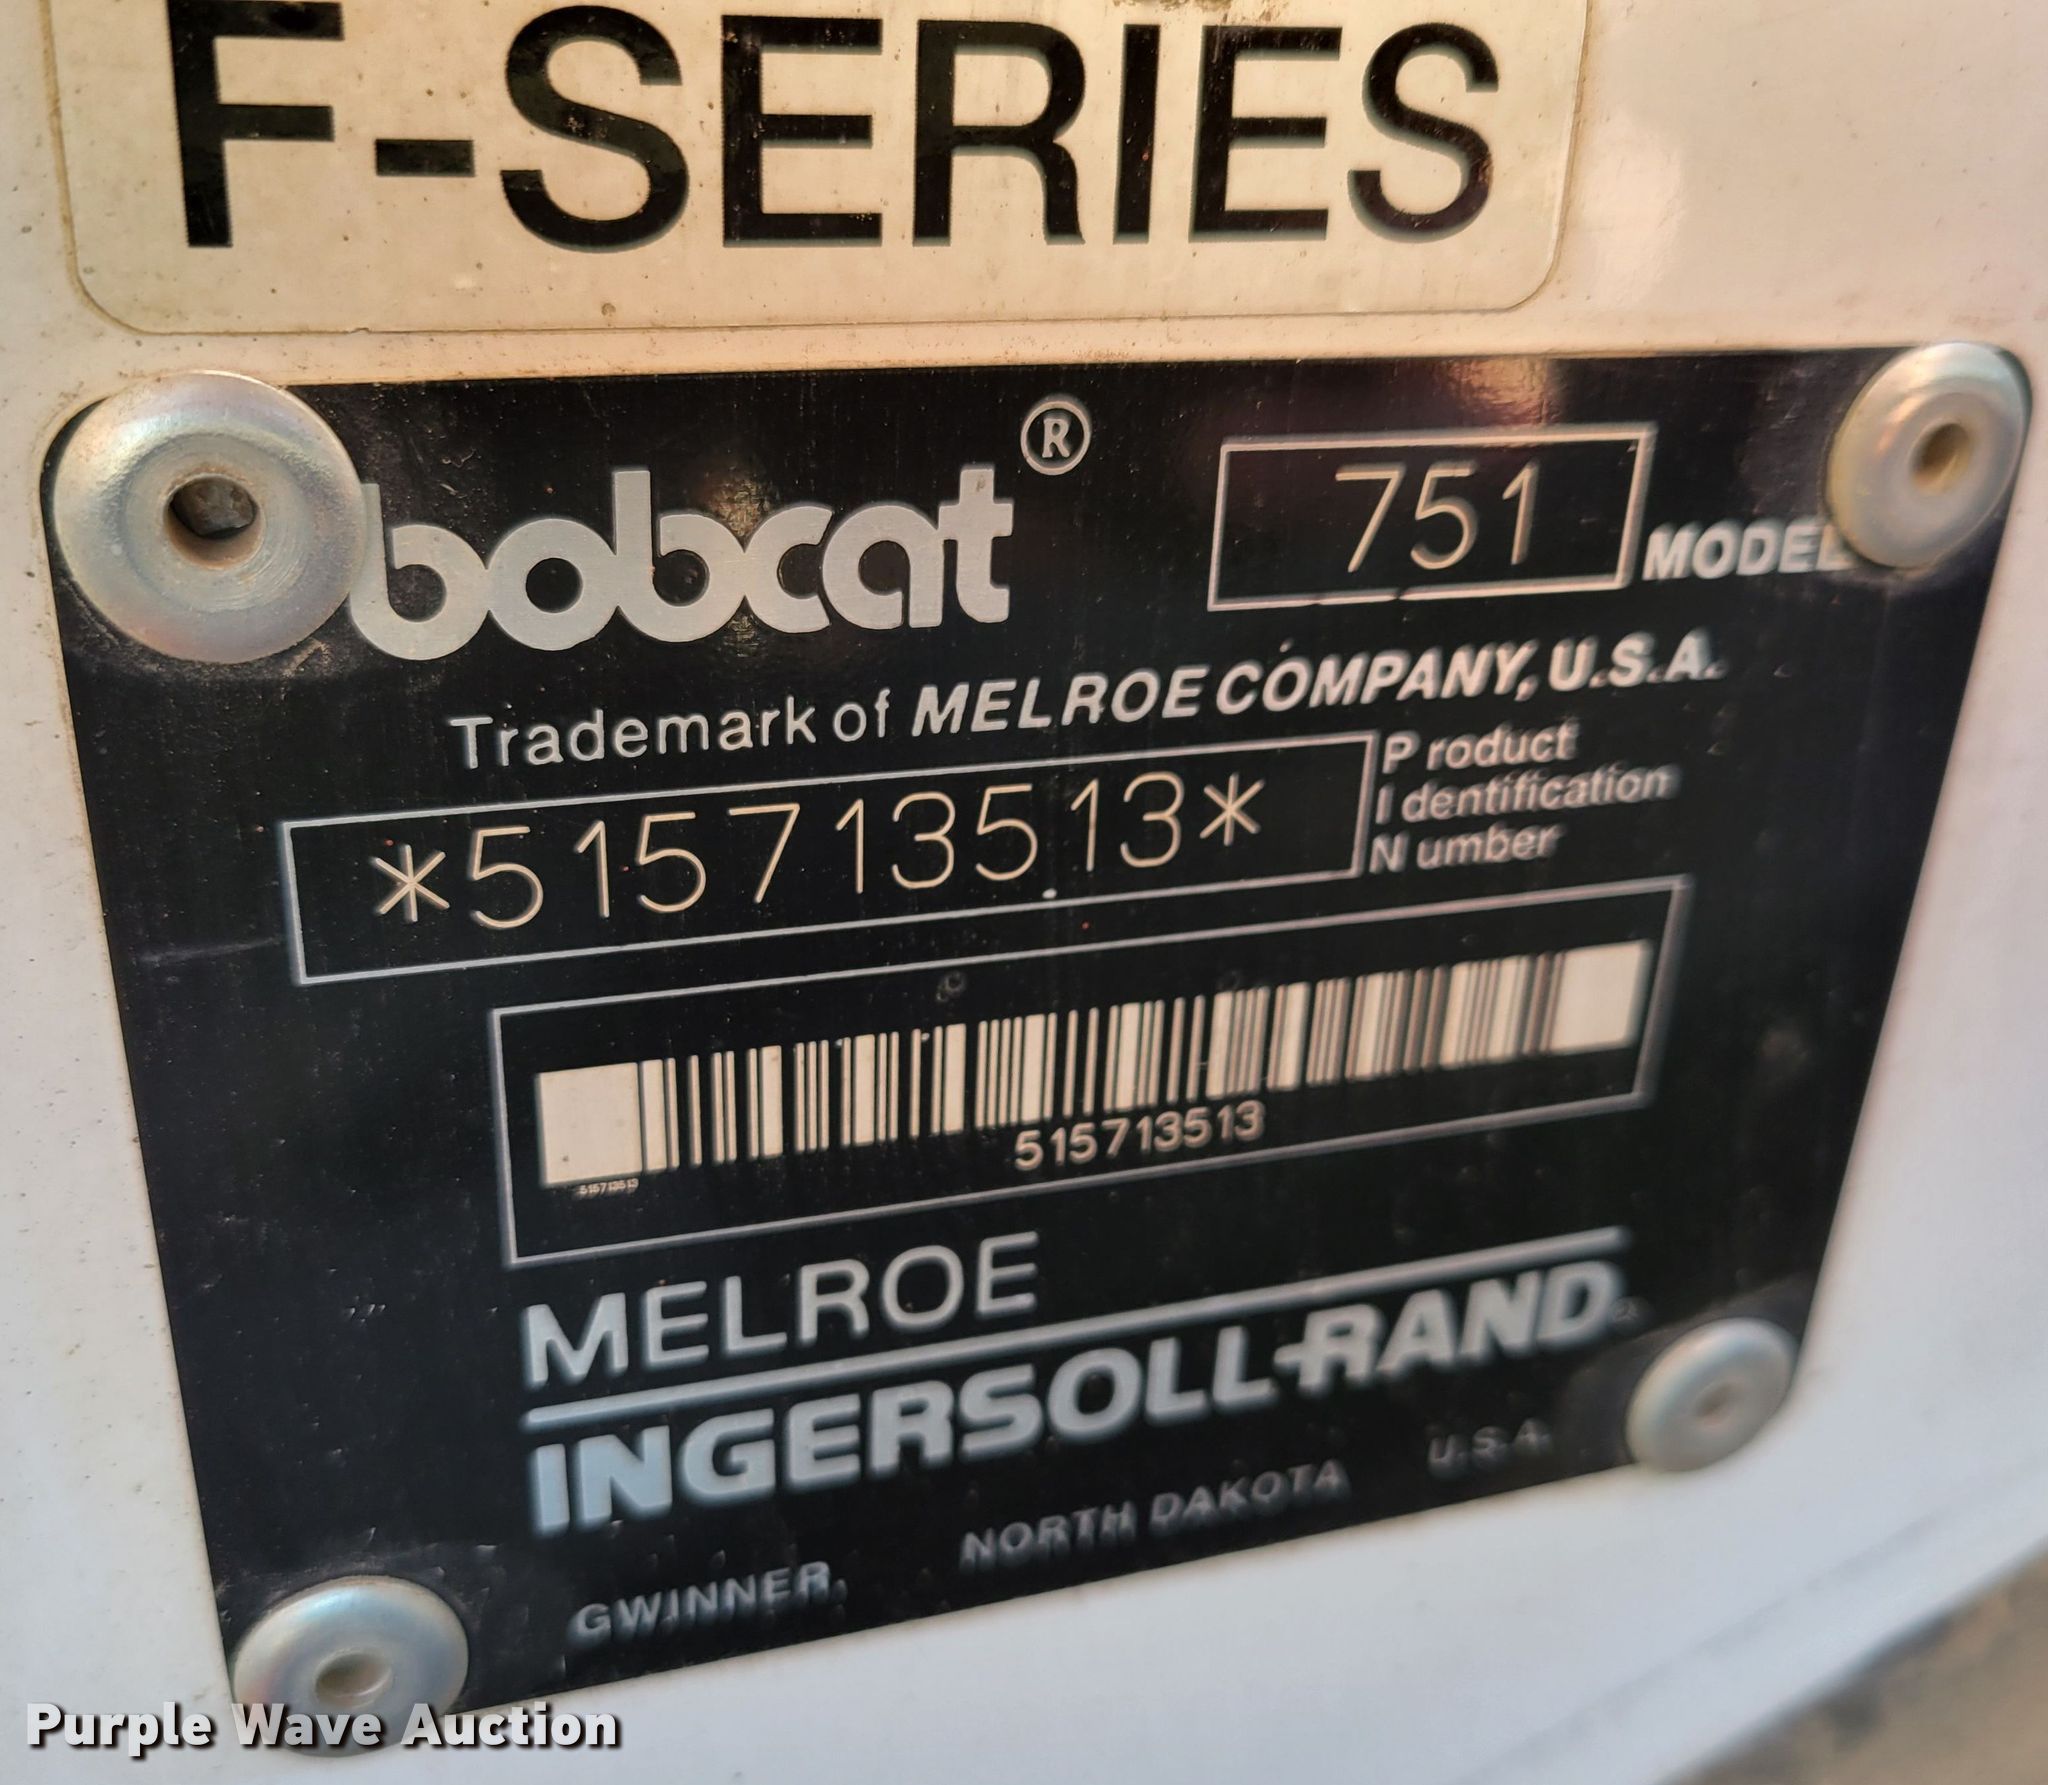 F-SERIES
bobcat®
751 MODEL
Trademark of MELROE COMPANY, U.S.A.
*515713513*
Product
Identification
Number
515713513
515713513
MELROE
INGERSOLL-RAND
GWINNER, NORTH DAKOTA U.S.A.
Purple Wave Auction